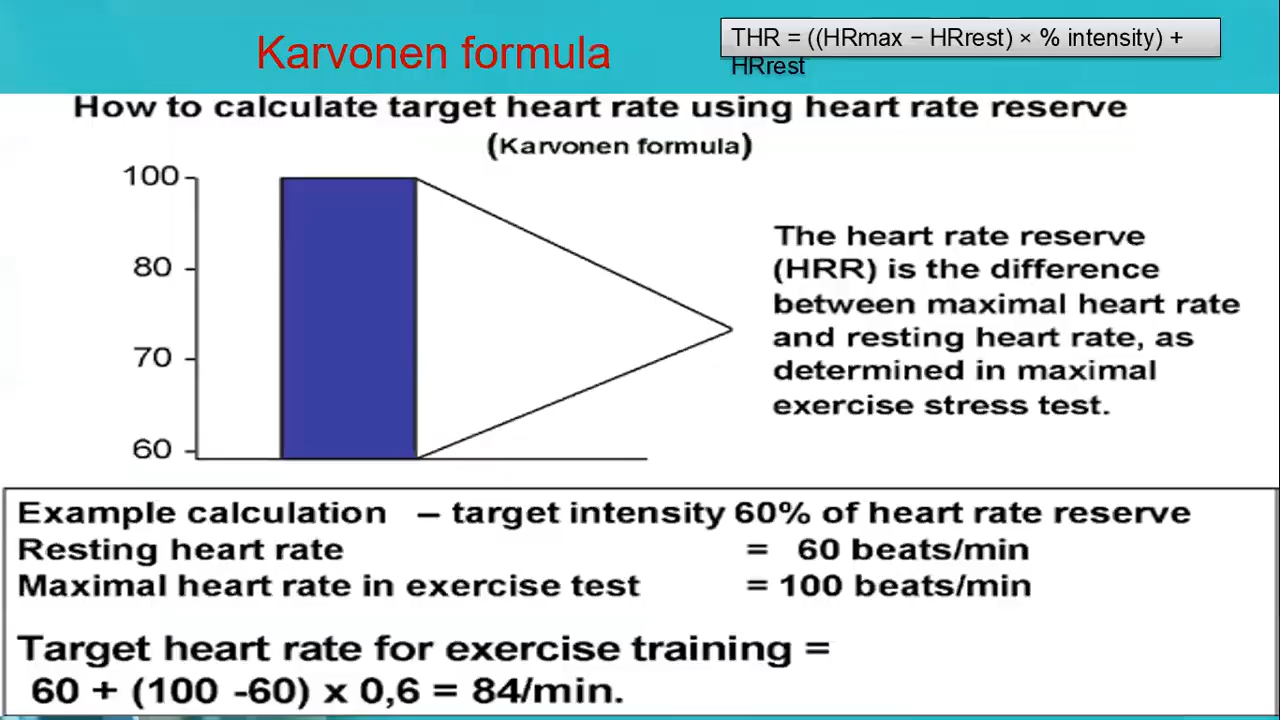 Karvonen formula
THR = ((HRmax − HRrest) × % intensity) +
HRrest
How to calculate target heart rate using heart rate reserve
(Karvonen formula)
100
80
70
60
The heart rate reserve
(HRR) is the difference
between maximal heart rate
and resting heart rate, as
determined in maximal
exercise stress test.
Example calculation – target intensity 60% of heart rate reserve
Resting heart rate = 60 beats/min
Maximal heart rate in exercise test = 100 beats/min
Target heart rate for exercise training =
60 + (100 -60) x 0,6 = 84/min.